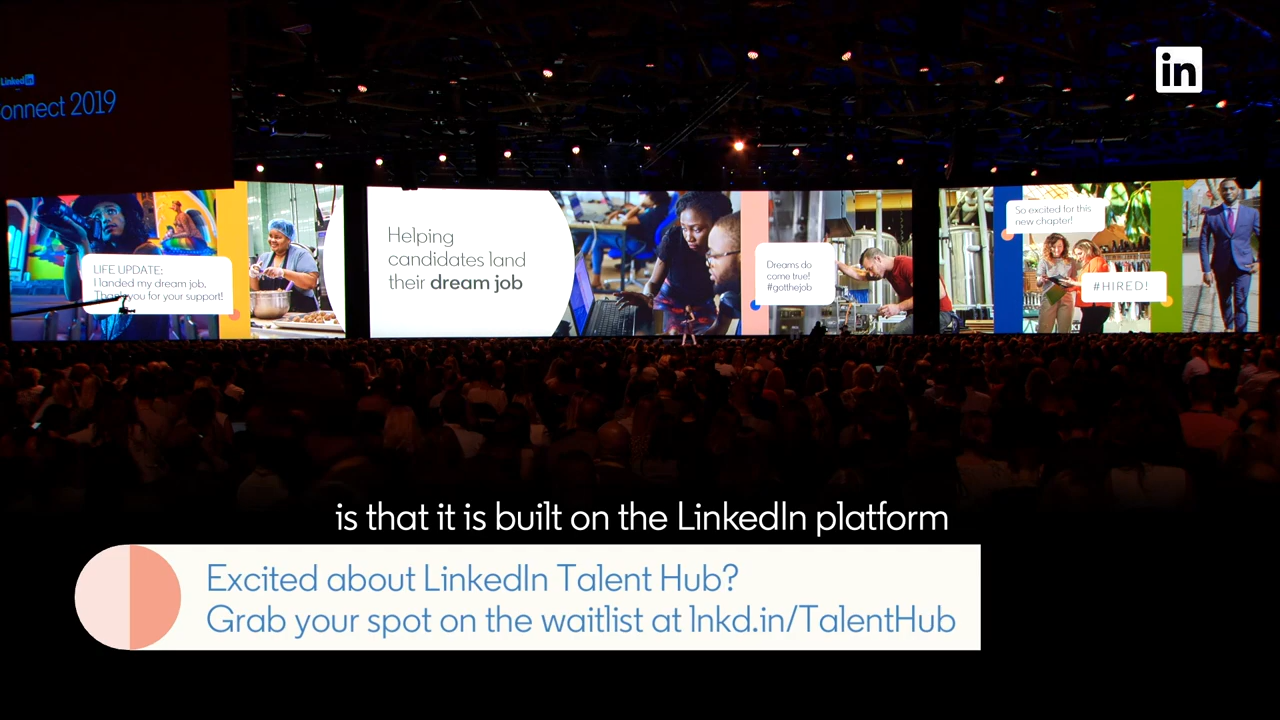 in
LinkedIn
onnect 2019
LIFE UPDATE:
I landed my dream job.
Thank you for your support!
Helping
candidates land
their dream job
Dreams do
come true!
#gotthejob
So excited for this
new chapter!
#HIRED!
is that it is built on the LinkedIn platform
Excited about LinkedIn Talent Hub?
Grab your spot on the waitlist at lnkd.in/TalentHub